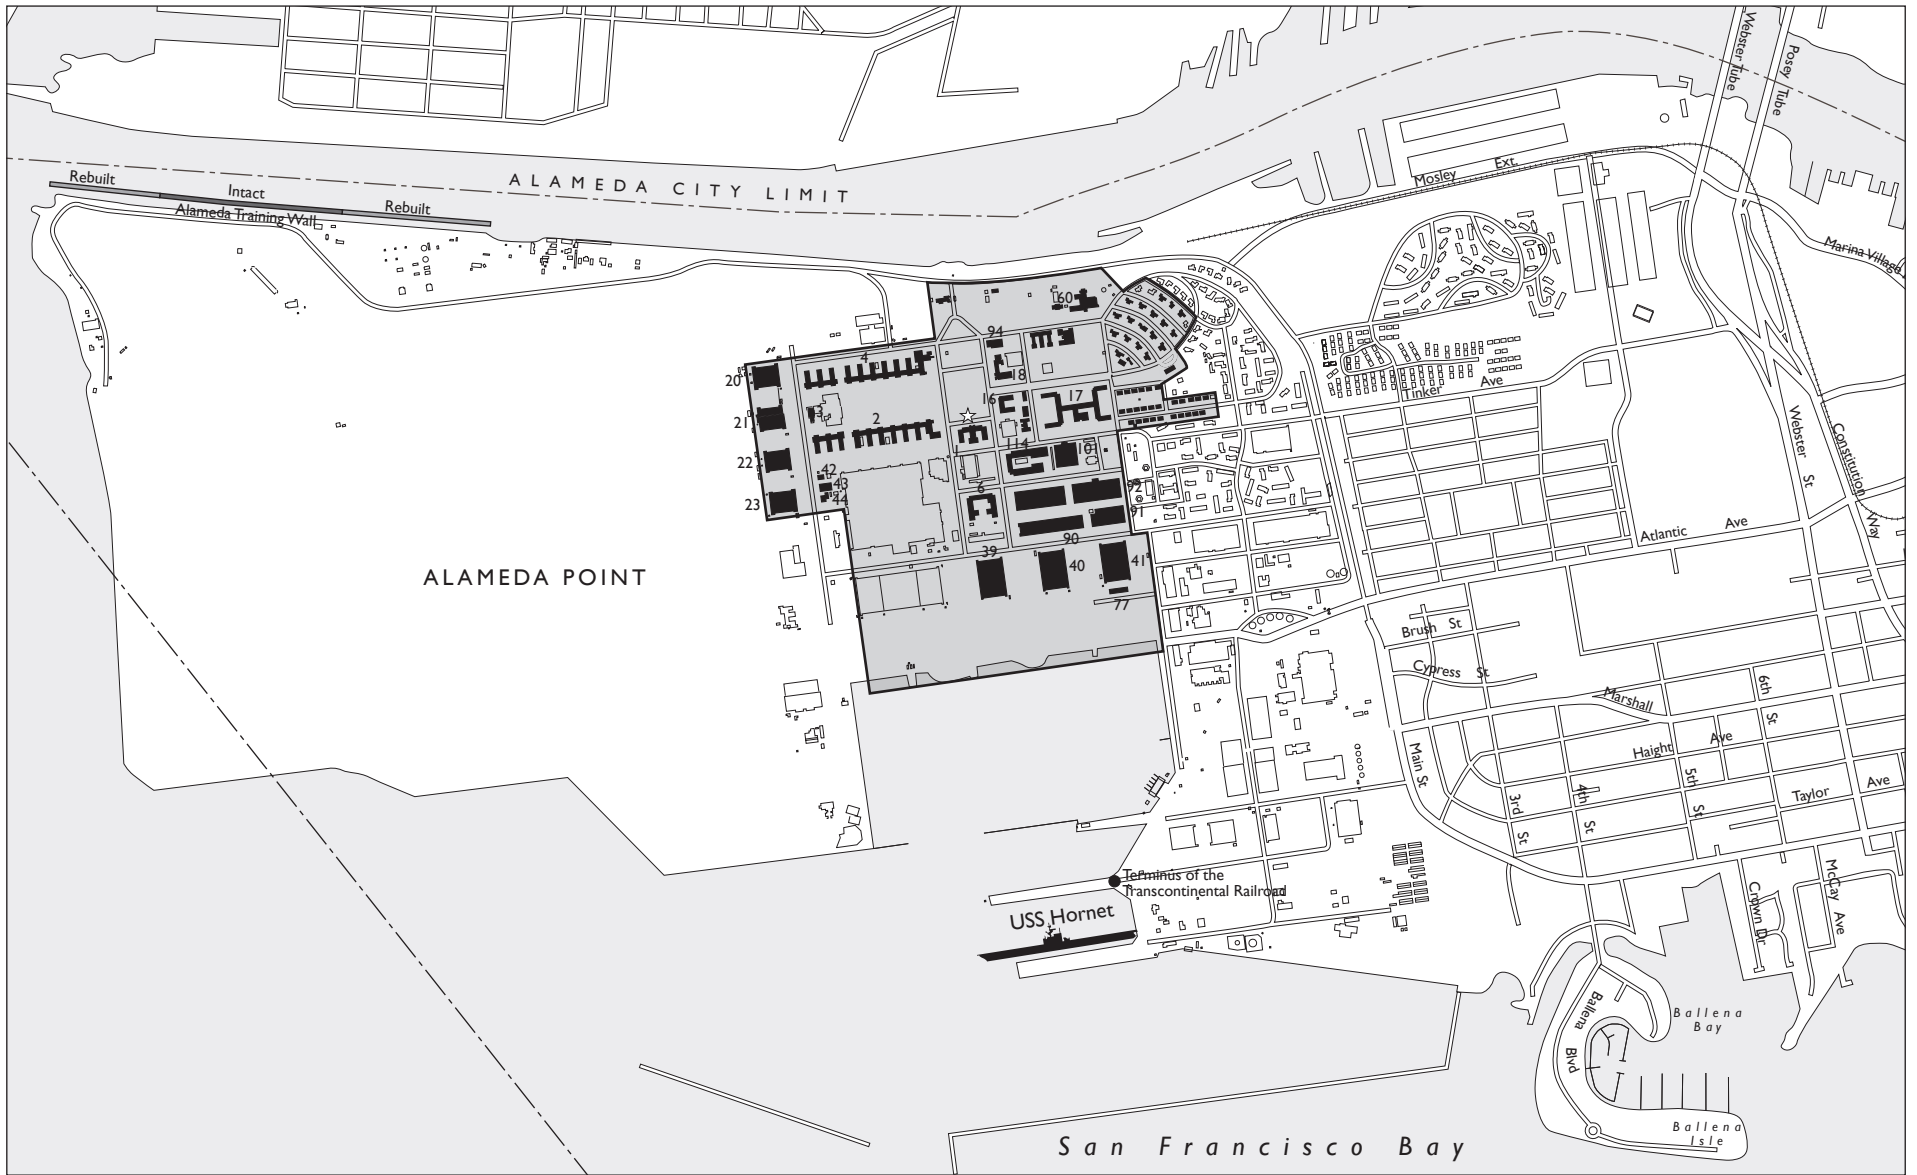 Webster Tube
Posey Tube
ALAMEDA CITY LIMIT
Rebuilt
Intact
Rebuilt
Alameda Training Wall
Mosley Ext.
Marina Village
60
94
4
20
18
3
16
17
21
2
1
114
101
22
42
43
44
6
92
23
91
90
39
40
41
77
Tinker Ave
Webster St
Constitution Way
Atlantic Ave
ALAMEDA POINT
Brush St
Cypress St
Marshall
6th St
Haight Ave
Main St
3rd St
4th St
5th St
Taylor Ave
Terminus of the
Transcontinental Railroad
USS Hornet
Crown Dr
McCay Ave
Ballena Blvd
Ballena
Bay
Ballena
Isle
San Francisco Bay